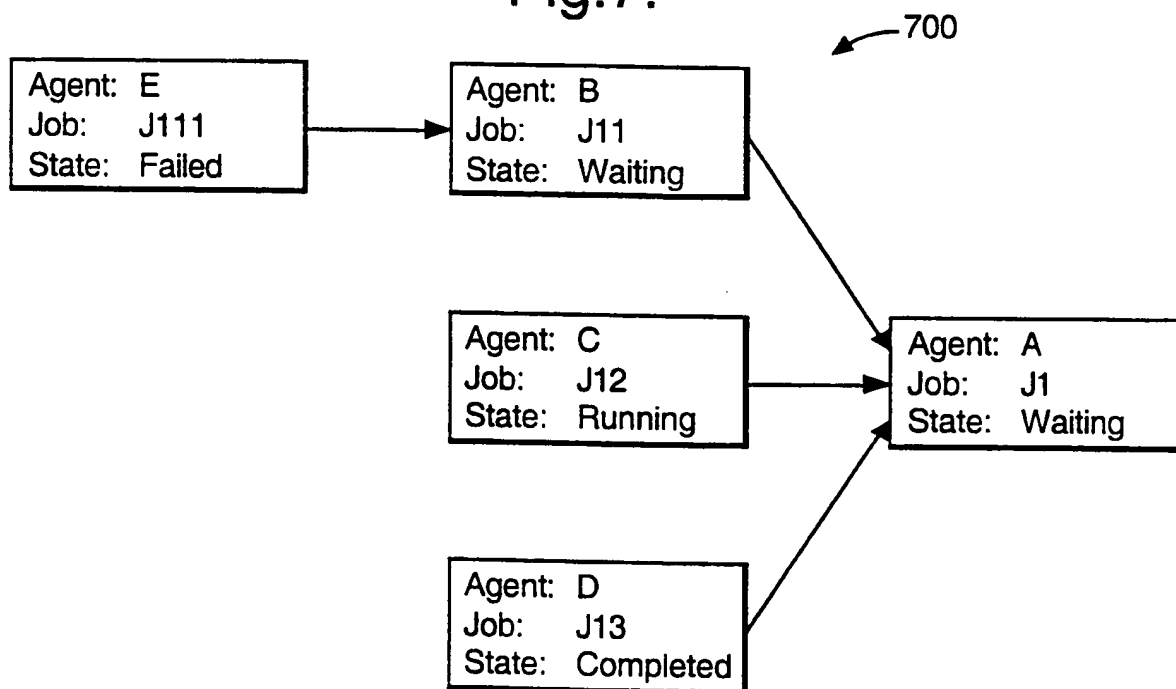 Fig.7.
700
Agent: E
Job: J111
State: Failed
Agent: B
Job: J11
State: Waiting
Agent: C
Job: J12
State: Running
Agent: A
Job: J1
State: Waiting
Agent: D
Job: J13
State: Completed